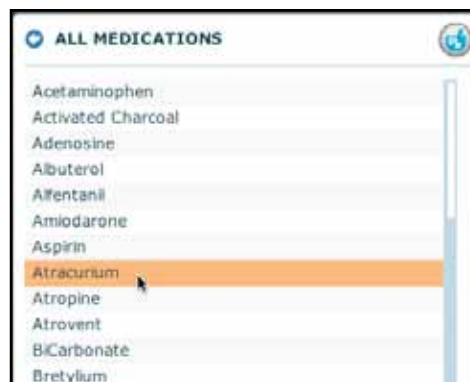 ALL MEDICATIONS
Acetaminophen
Activated Charcoal
Adenosine
Albuterol
Alfentanil
Amiodarone
Aspirin
Atracurium
Atropine
Atrovent
BiCarbonate
Bretylium